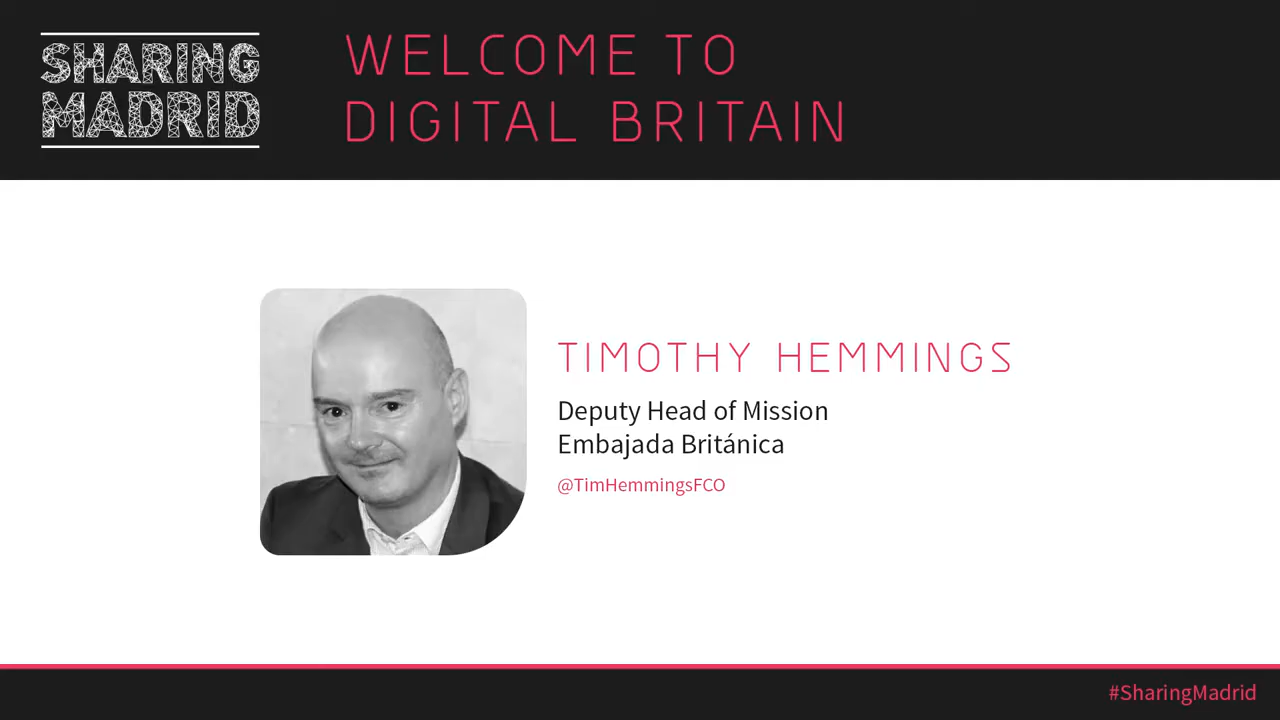 SHARING
MADRID
WELCOME TO
DIGITAL BRITAIN
TIMOTHY HEMMINGS
Deputy Head of Mission
Embajada Británica
@TimHemmingsFCO
#SharingMadrid